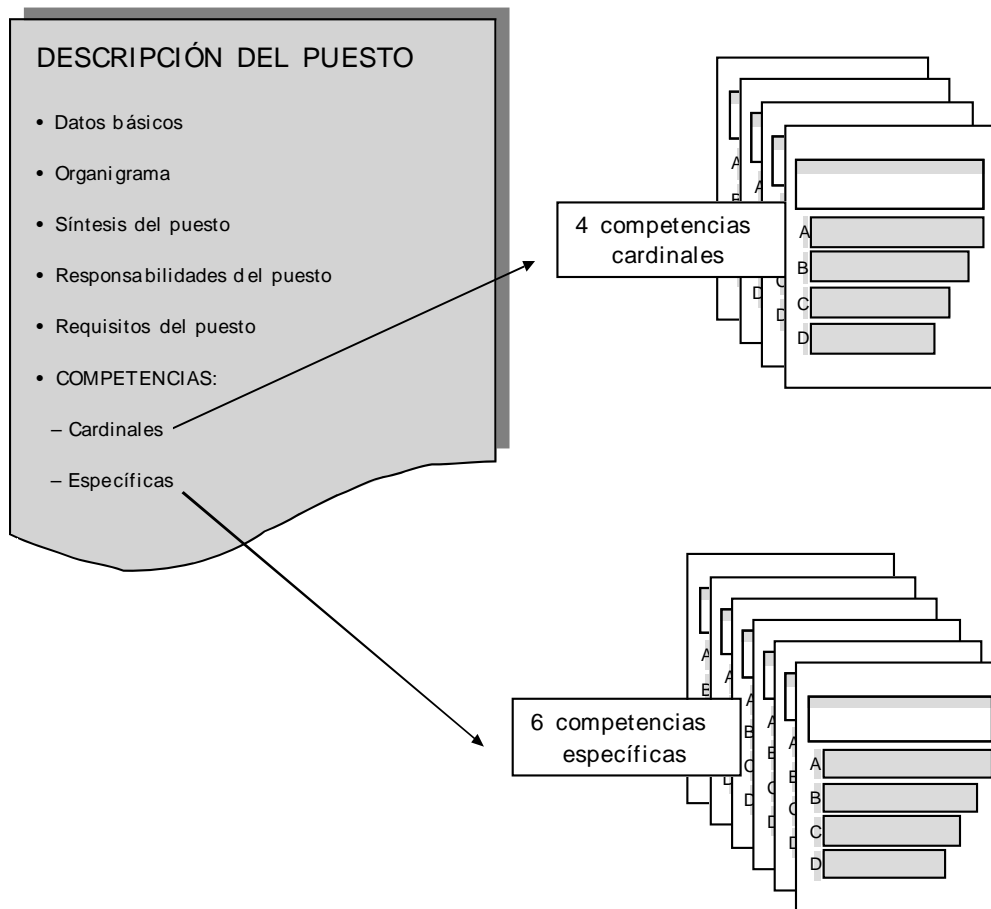 DESCRIPCIÓN DEL PUESTO
• Datos básicos
• Organigrama
• Síntesis del puesto
• Responsabilidades del puesto
• Requisitos del puesto
• COMPETENCIAS:
– Cardinales
– Específicas
4 competencias
cardinales
A
B
C
D
6 competencias
específicas
A
B
C
D